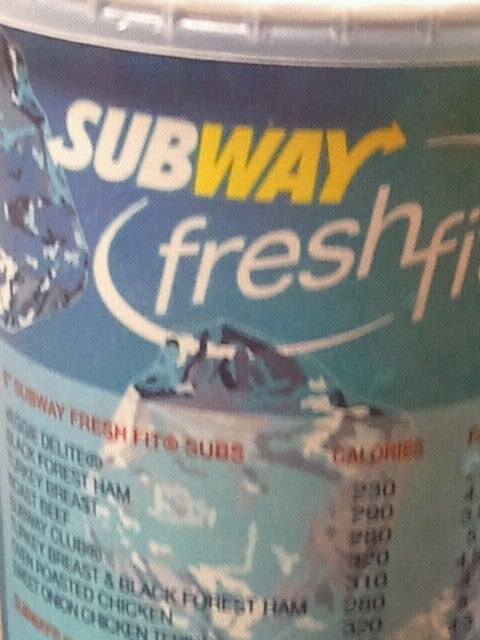 SUBWAY
fresh fi
6" SUBWAY FRESH FIT® SUBS CALORIES
VEGGIE DELITE® 230
BLACK FOREST HAM 290
TURKEY BREAST 280
ROAST BEEF 320
SUBWAY CLUB® 310
TURKEY BREAST & BLACK FOREST HAM 280
OVEN ROASTED CHICKEN 320
SWEET ONION CHICKEN